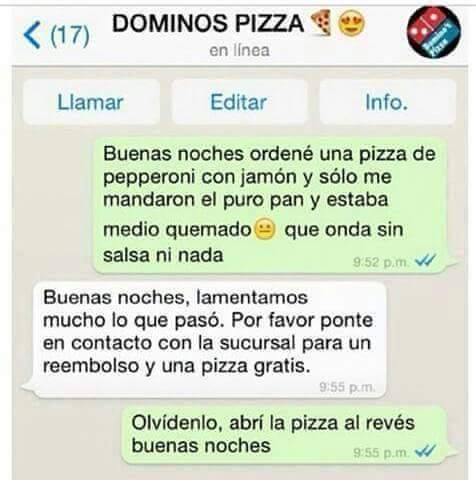 (17) DOMINOS PIZZA🍕😍
en línea
Llamar Editar Info.
Buenas noches ordené una pizza de
pepperoni con jamón y sólo me
mandaron el puro pan y estaba
medio quemado😐 que onda sin
salsa ni nada
9:52 p.m.
Buenas noches, lamentamos
mucho lo que pasó. Por favor ponte
en contacto con la sucursal para un
reembolso y una pizza gratis.
9:55 p.m.
Olvídenlo, abrí la pizza al revés
buenas noches
9:55 p.m.